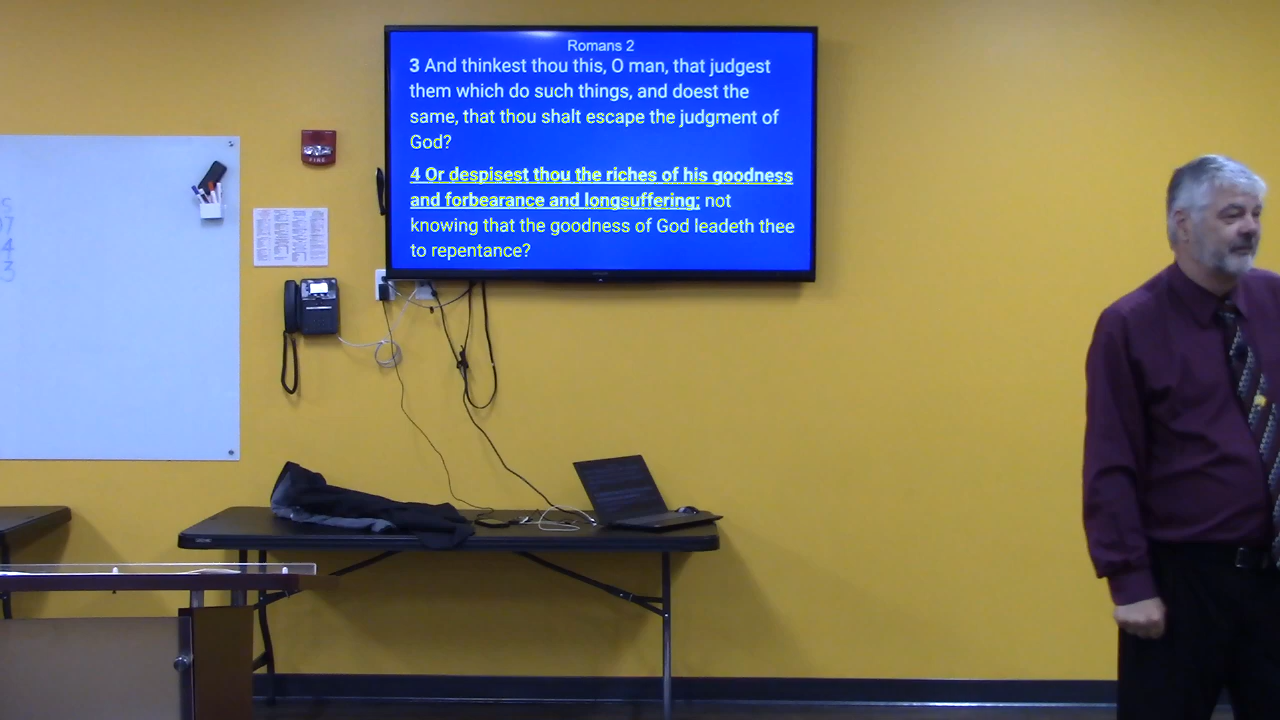 Romans 2
3 And thinkest thou this, O man, that judgest
them which do such things, and doest the
same, that thou shalt escape the judgment of
God?
4 Or despisest thou the riches of his goodness
and forbearance and longsuffering; not
knowing that the goodness of God leadeth thee
to repentance?
FIRE